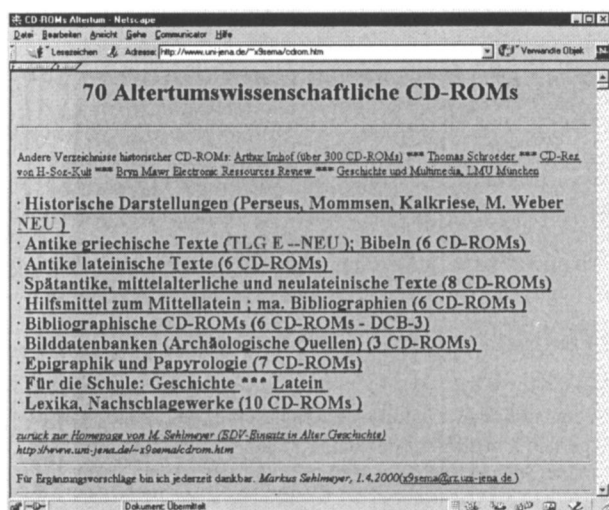 CD-ROMs Altertum - Netscape
Datei Bearbeiten Ansicht Gehe Communicator Hilfe
Lesezeichen Adresse: http://www.uni-jena.de/~x9sema/cdrom.htm Verwandte Objek
70 Altertumswissenschaftliche CD-ROMs
Andere Verzeichnisse historischer CD-ROMs: Arthur Imhof (über 300 CD-ROMs) *** Thomas Schroeder *** CD-Rez.
von H-Soz-Kult *** Bryn Mawr Electronic Ressources Review *** Geschichte und Multimedia, LMU München
· Historische Darstellungen (Perseus, Mommsen, Kalkriese, M. Weber
NEU )
· Antike griechische Texte (TLG E --NEU ); Bibeln (6 CD-ROMs)
· Antike lateinische Texte (6 CD-ROMs)
· Spätantike, mittelalterliche und neulateinische Texte (8 CD-ROMs)
· Hilfsmittel zum Mittellatein ; ma. Bibliographien (6 CD-ROMs )
· Bibliographische CD-ROMs (6 CD-ROMs - DCB-3)
· Bilddatenbanken (Archäologische Quellen) (3 CD-ROMs)
· Epigraphik und Papyrologie (7 CD-ROMs)
· Für die Schule: Geschichte *** Latein
· Lexika, Nachschlagewerke (10 CD-ROMs )
zurück zur Homepage von M. Sehlmeyer (EDV-Einsatz in Alter Geschichte)
http://www.uni-jena.de/~x9sema/cdrom.htm
Für Ergänzungsvorschläge bin ich jederzeit dankbar. Markus Sehlmeyer, 1.4.2000(x9sema@rz.uni-jena.de )
Dokument: Übermittelt